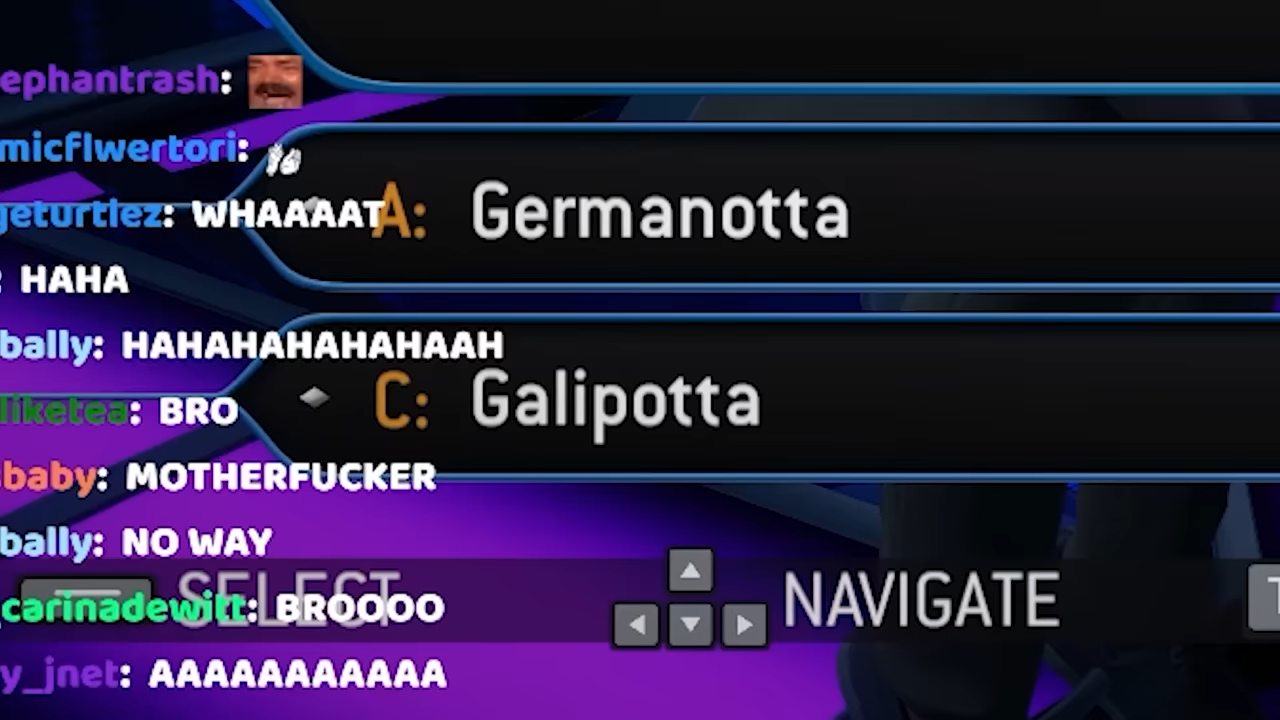 ephantrash:
micflwertori:
A: Germanotta
geturtlez: WHAAAAT
: HAHA
bally: HAHAHAHAHAHAAH
C: Galipotta
liketea: BRO
baby: MOTHERFUCKER
bally: NO WAY
SELECT
NAVIGATE
T
carinadewitt: BROOOO
y_jnet: AAAAAAAAAAA